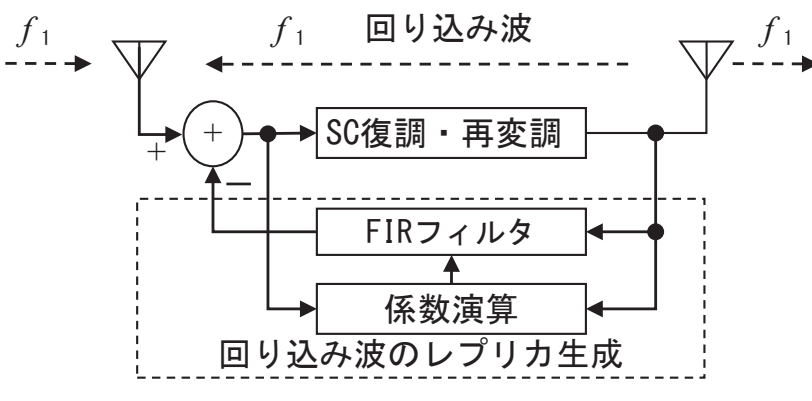 f1 f1 回り込み波 f1
+
+
SC復調・再変調
−
FIRフィルタ
係数演算
回り込み波のレプリカ生成